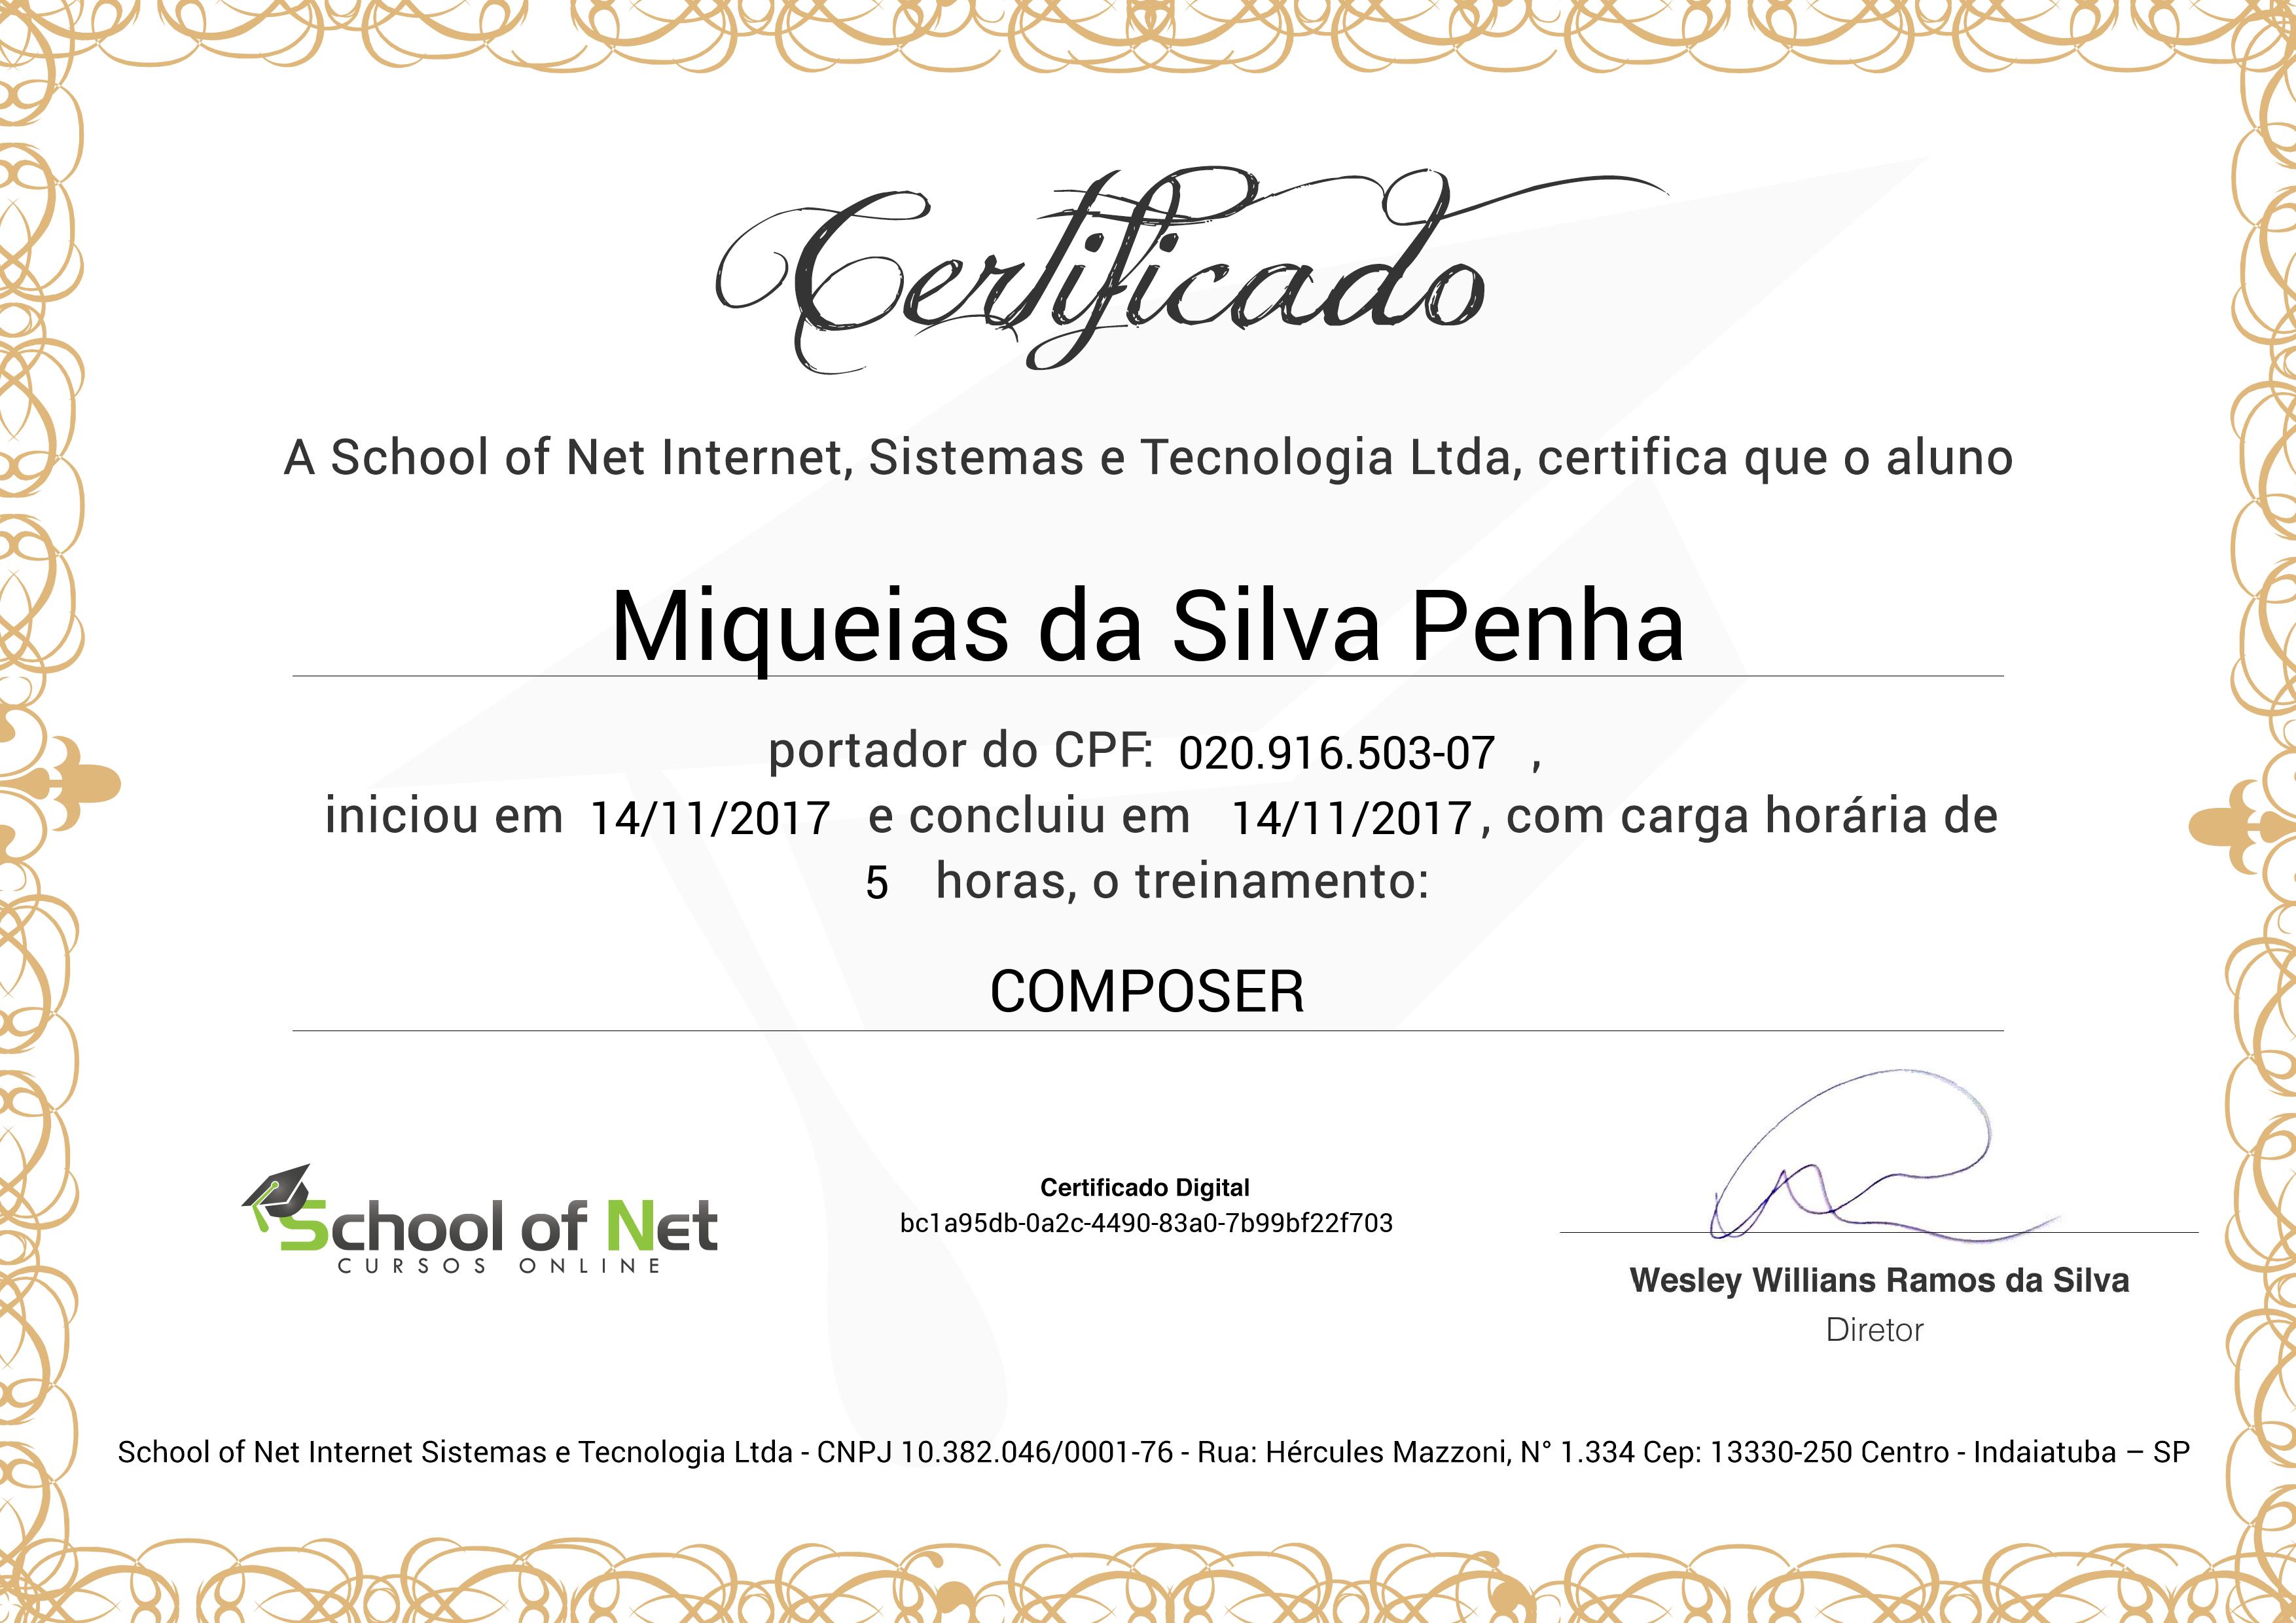 Certificado
A School of Net Internet, Sistemas e Tecnologia Ltda, certifica que o aluno
Miqueias da Silva Penha
portador do CPF: 020.916.503-07 ,
iniciou em 14/11/2017 e concluiu em 14/11/2017, com carga horária de
5 horas, o treinamento:
COMPOSER
School of Net
CURSOS ONLINE
Certificado Digital
bc1a95db-0a2c-4490-83a0-7b99bf22f703
Wesley Willians Ramos da Silva
Diretor
School of Net Internet Sistemas e Tecnologia Ltda - CNPJ 10.382.046/0001-76 - Rua: Hércules Mazzoni, N° 1.334 Cep: 13330-250 Centro - Indaiatuba – SP